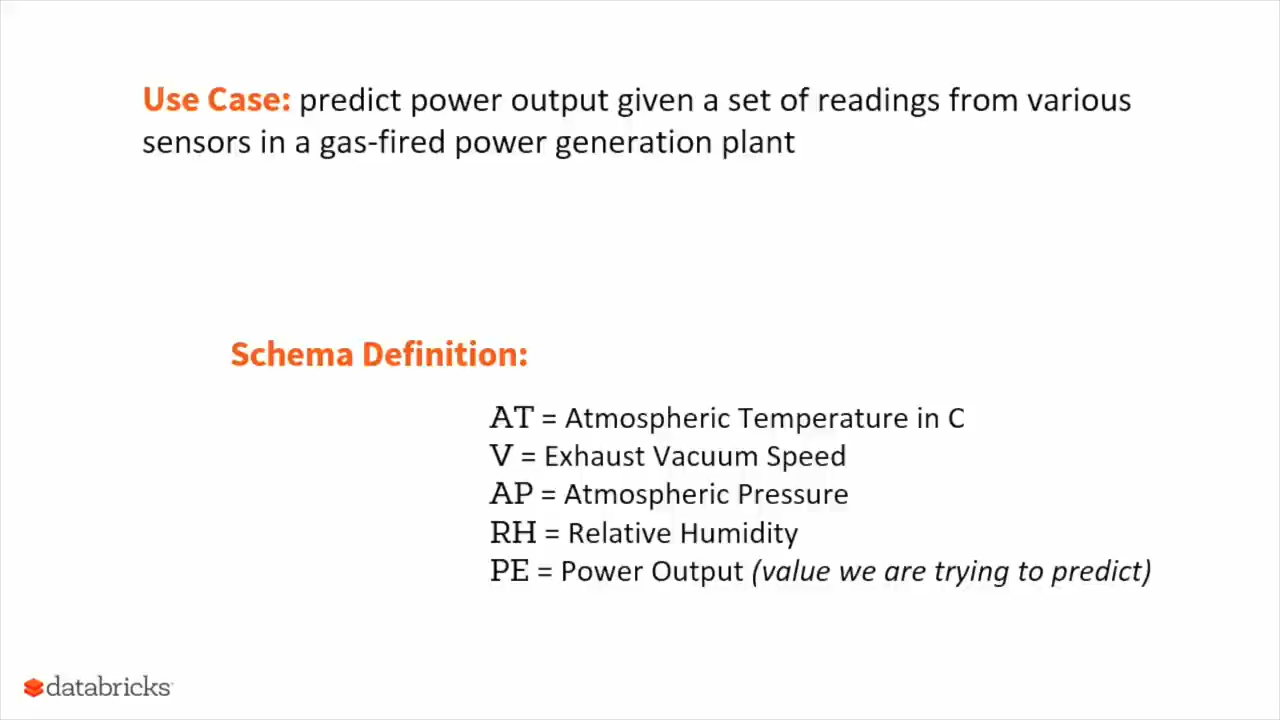 Use Case: predict power output given a set of readings from various
sensors in a gas-fired power generation plant
Schema Definition:
AT = Atmospheric Temperature in C
V = Exhaust Vacuum Speed
AP = Atmospheric Pressure
RH = Relative Humidity
PE = Power Output (value we are trying to predict)
databricks